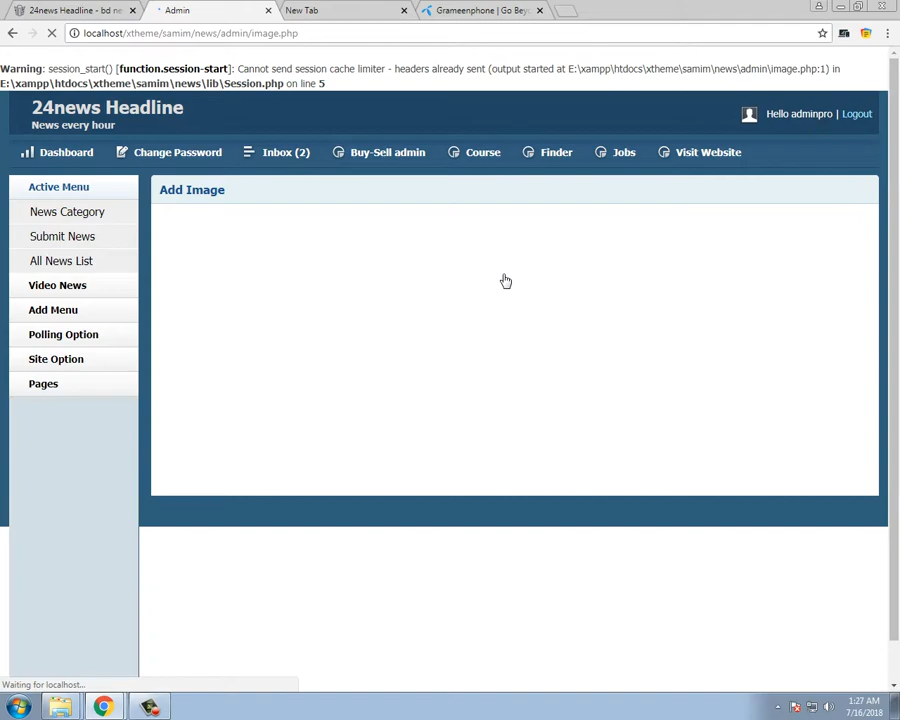 24news Headline - bd ne
Admin
New Tab
Grameenphone | Go Bey
localhost/xtheme/samim/news/admin/image.php
Warning: session_start() [function.session-start]: Cannot send session cache limiter - headers already sent (output started at E:\xampp\htdocs\xtheme\samim\news\admin\image.php:1) in
E:\xampp\htdocs\xtheme\samim\news\lib\Session.php on line 5
24news Headline
News every hour
Hello adminpro | Logout
Dashboard
Change Password
Inbox (2)
Buy-Sell admin
Course
Finder
Jobs
Visit Website
Active Menu
News Category
Submit News
All News List
Video News
Add Menu
Polling Option
Site Option
Pages
Add Image
Waiting for localhost...
1:27 AM
7/16/2018